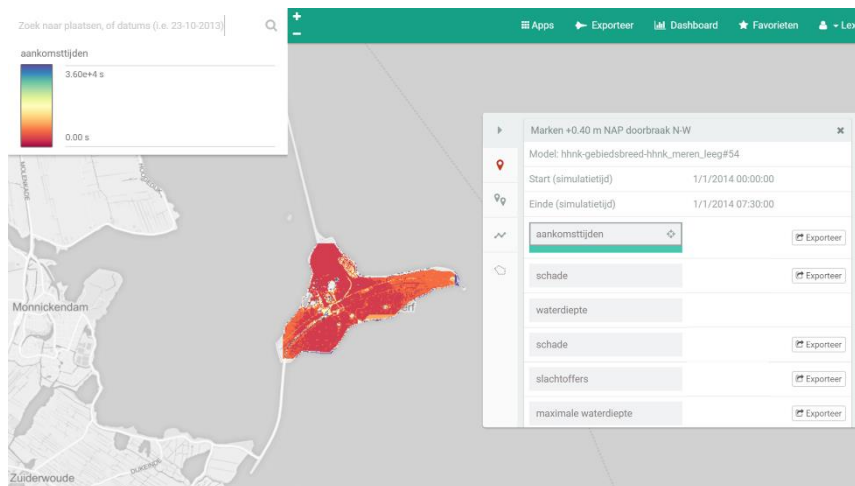 Zoek naar plaatsen, of datums (i.e. 23-10-2013)
+
−
Apps
Exporteer
Dashboard
Favorieten
Lex
aankomsttijden
3.60e+4 s
0.00 s
Marken +0.40 m NAP doorbraak N-W
Model: hhnk-gebiedsbreed-hhnk_meren_leeg#54
Start (simulatietijd) 1/1/2014 00:00:00
Einde (simulatietijd) 1/1/2014 07:30:00
aankomsttijden Exporteer
schade Exporteer
waterdiepte
schade Exporteer
slachtoffers Exporteer
maximale waterdiepte Exporteer
MOLENKADE
Monnickendam
erf
Zuiderwoude